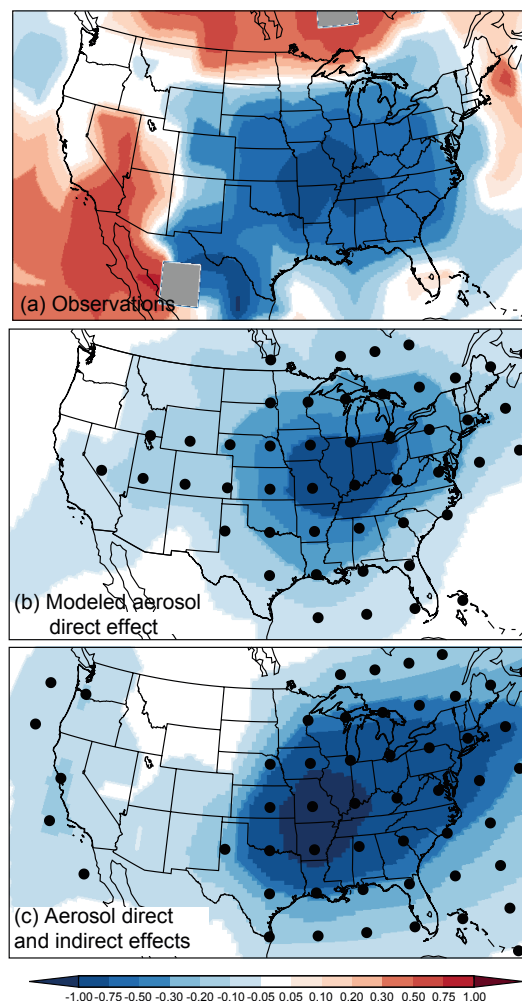 (a) Observations
(b) Modeled aerosol
direct effect
(c) Aerosol direct
and indirect effects
-1.00 -0.75 -0.50 -0.30 -0.20 -0.10 -0.05 0.05 0.10 0.20 0.30 0.50 0.75 1.00